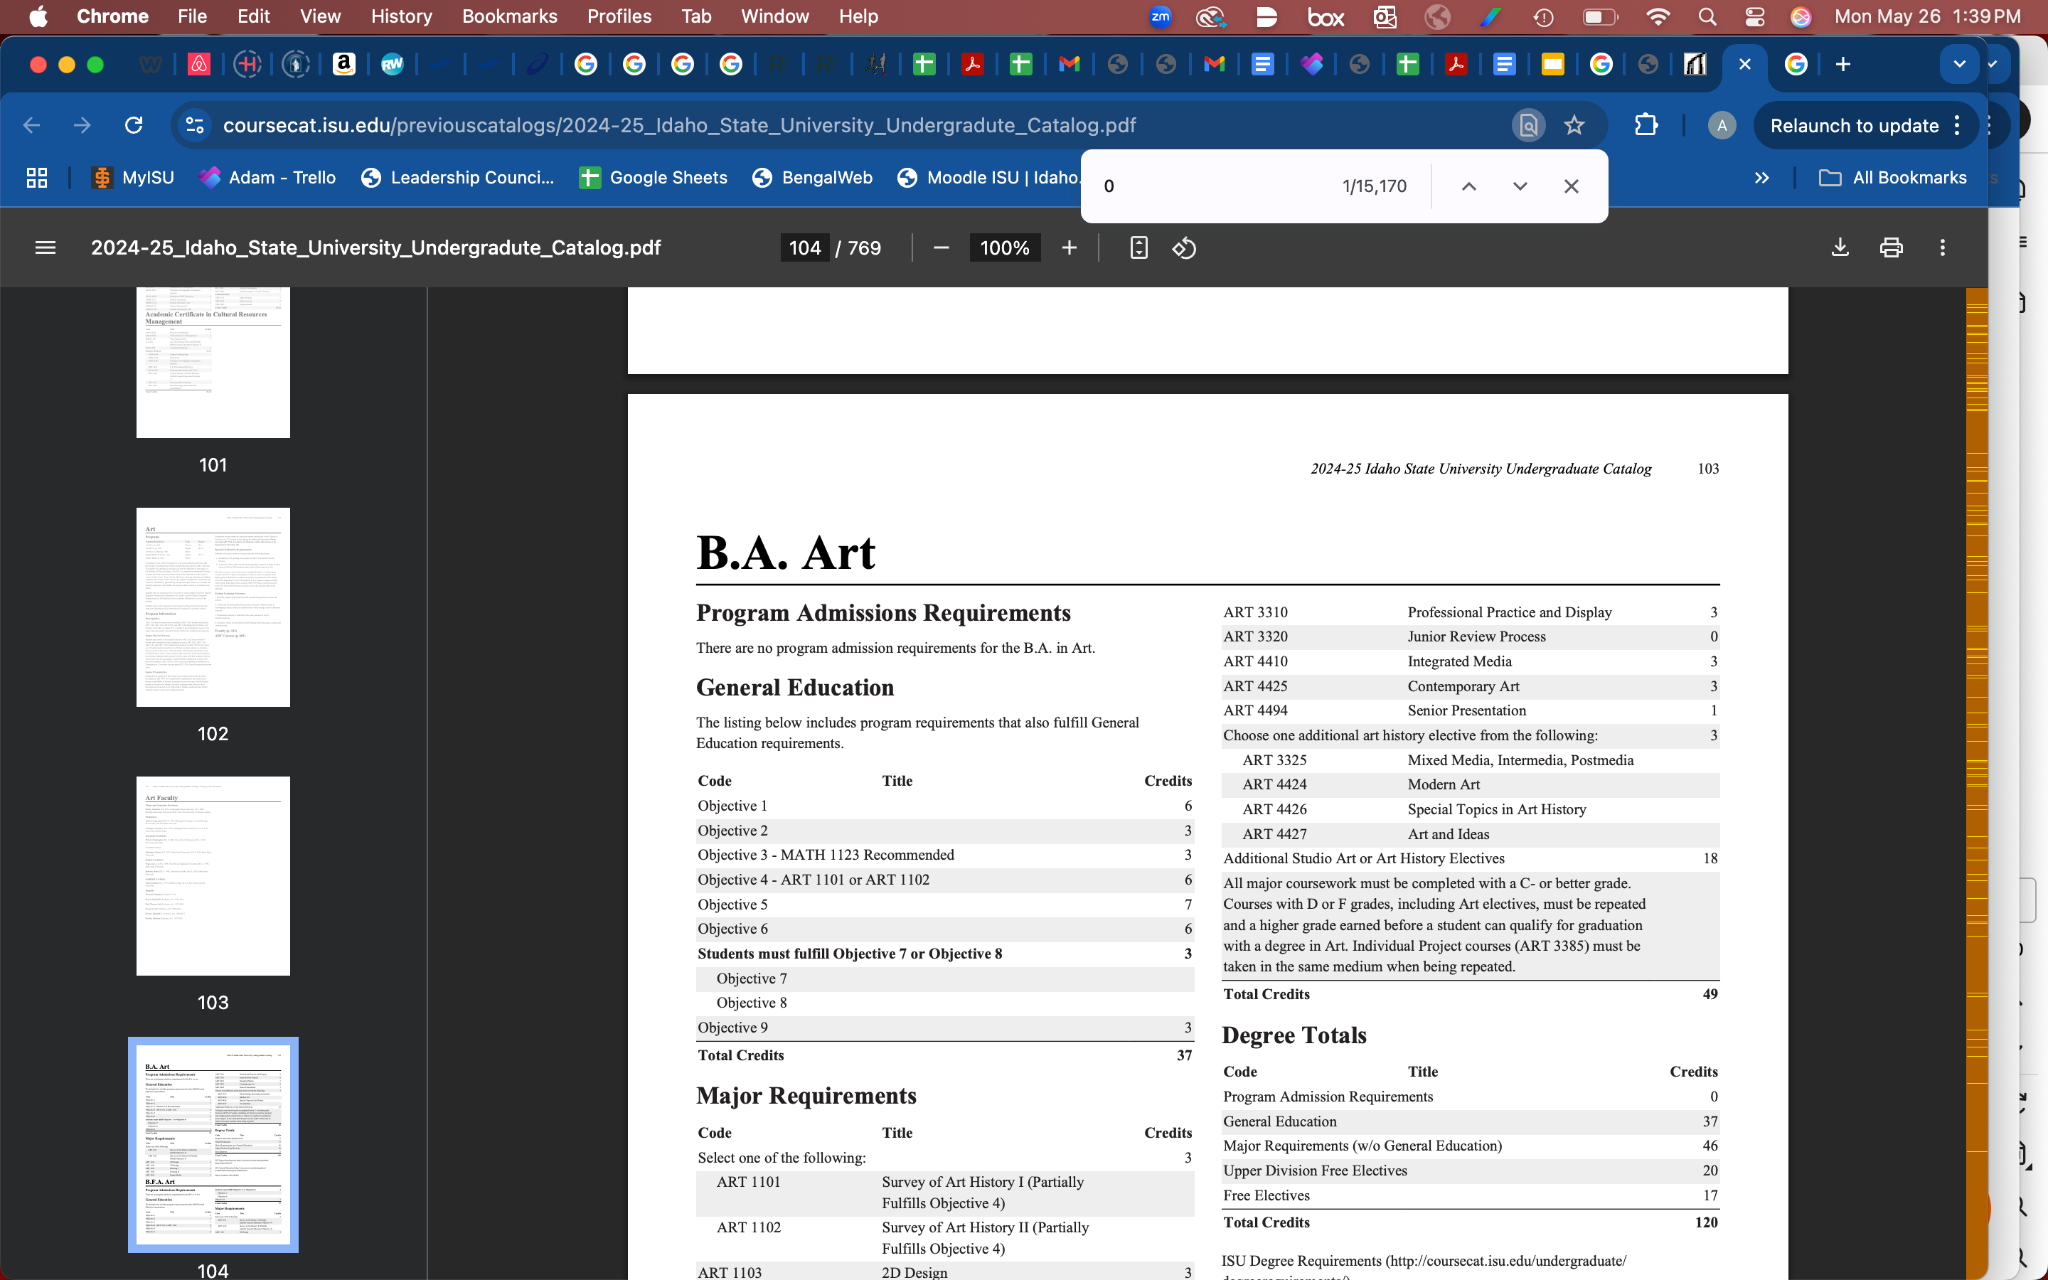 Chrome File Edit View History Bookmarks Profiles Tab Window Help zm box Mon May 26 1:39 PM
coursecat.isu.edu/previouscatalogs/2024-25_Idaho_State_University_Undergradute_Catalog.pdf A Relaunch to update
MyISU Adam - Trello Leadership Counci... Google Sheets BengalWeb Moodle ISU | Idaho. All Bookmarks
0 1/15,170
2024-25_Idaho_State_University_Undergradute_Catalog.pdf 104 / 769 100%
Academic Certificate in Cultural Resources
Management
101
Art
102
Art Faculty
103
B.A. Art
B.F.A. Art
104
2024-25 Idaho State University Undergraduate Catalog 103
B.A. Art
Program Admissions Requirements
There are no program admission requirements for the B.A. in Art.
General Education
The listing below includes program requirements that also fulfill General
Education requirements.
Code Title Credits
Objective 1 6
Objective 2 3
Objective 3 - MATH 1123 Recommended 3
Objective 4 - ART 1101 or ART 1102 6
Objective 5 7
Objective 6 6
Students must fulfill Objective 7 or Objective 8 3
Objective 7
Objective 8
Objective 9 3
Total Credits 37
Major Requirements
Code Title Credits
Select one of the following: 3
ART 1101 Survey of Art History I (Partially
Fulfills Objective 4)
ART 1102 Survey of Art History II (Partially
Fulfills Objective 4)
ART 1103 2D Design 3
ART 3310 Professional Practice and Display 3
ART 3320 Junior Review Process 0
ART 4410 Integrated Media 3
ART 4425 Contemporary Art 3
ART 4494 Senior Presentation 1
Choose one additional art history elective from the following: 3
ART 3325 Mixed Media, Intermedia, Postmedia
ART 4424 Modern Art
ART 4426 Special Topics in Art History
ART 4427 Art and Ideas
Additional Studio Art or Art History Electives 18
All major coursework must be completed with a C- or better grade.
Courses with D or F grades, including Art electives, must be repeated
and a higher grade earned before a student can qualify for graduation
with a degree in Art. Individual Project courses (ART 3385) must be
taken in the same medium when being repeated.
Total Credits 49
Degree Totals
Code Title Credits
Program Admission Requirements 0
General Education 37
Major Requirements (w/o General Education) 46
Upper Division Free Electives 20
Free Electives 17
Total Credits 120
ISU Degree Requirements (http://coursecat.isu.edu/undergraduate/